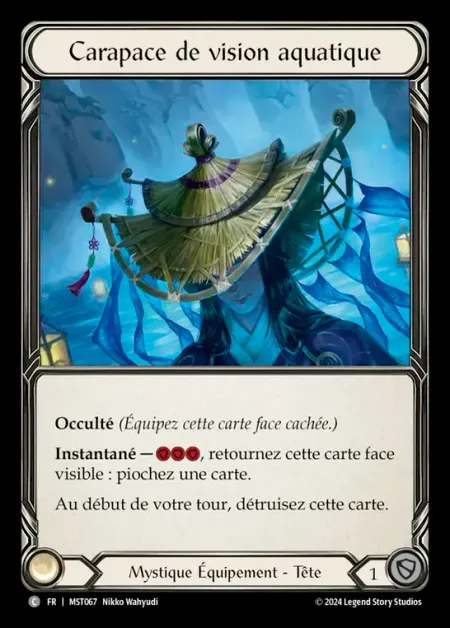 Carapace de vision aquatique
Occulté (Équipez cette carte face cachée.)
Instantané — , retournez cette carte face
visible : piochez une carte.
Au début de votre tour, détruisez cette carte.
Mystique Équipement - Tête
1
C FR | MST067 Nikko Wahyudi
© 2024 Legend Story Studios